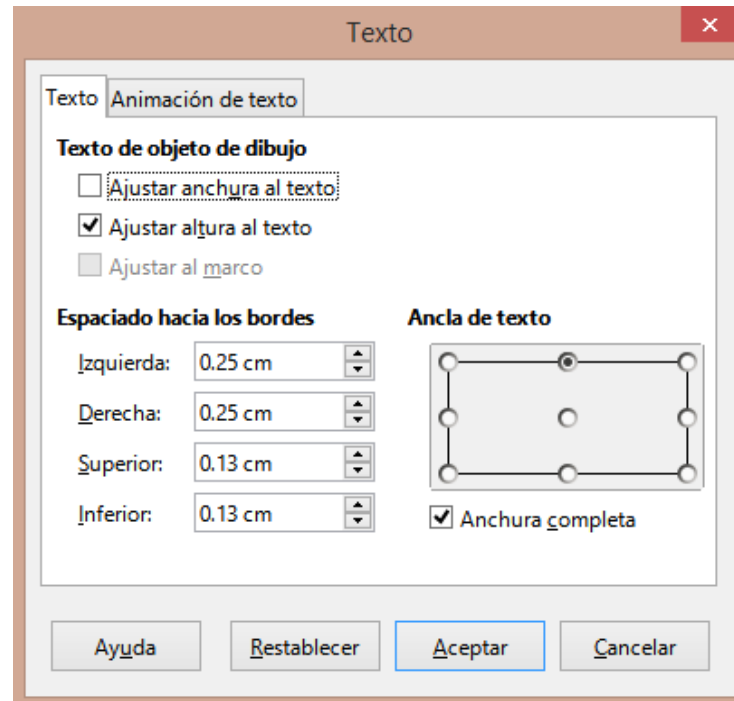 Texto
Texto Animación de texto
Texto de objeto de dibujo
Ajustar anchura al texto
Ajustar altura al texto
Ajustar al marco
Espaciado hacia los bordes
Izquierda: 0.25 cm
Derecha: 0.25 cm
Superior: 0.13 cm
Inferior: 0.13 cm
Ancla de texto
Anchura completa
Ayuda Restablecer Aceptar Cancelar